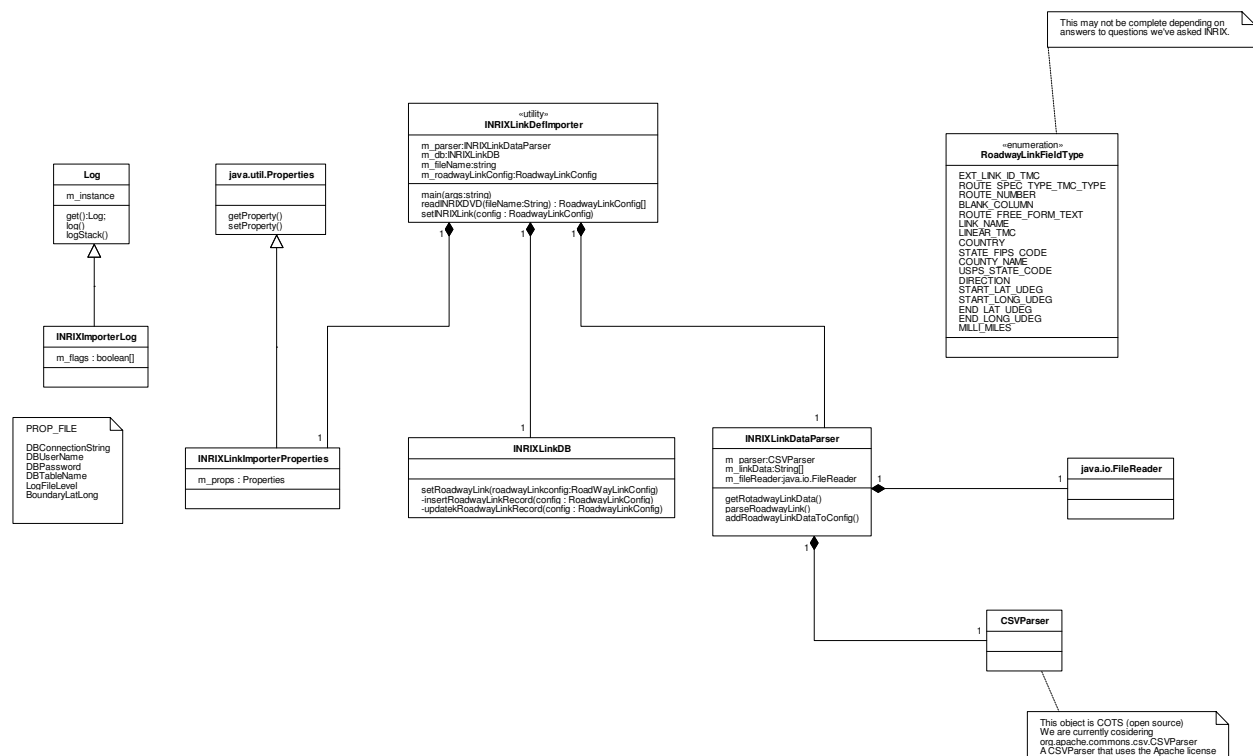 This may not be complete depending on
answers to questions we've asked INRIX.
«utility»
INRIXLinkDefImporter
m_parser:INRIXLinkDataParser
m_db:INRIXLinkDB
m_fileName:string
m_roadwayLinkConfig:RoadwayLinkConfig
main(args:string)
readINRIXDVD(fileName:String) : RoadwayLinkConfig[]
setINRIXLink(config : RoadwayLinkConfig)
1
1
1
Log
m_instance
get():Log;
log()
logStack()
java.util.Properties
getProperty()
setProperty()
«enumeration»
RoadwayLinkFieldType
EXT_LINK_ID_TMC
ROUTE_SPEC_TYPE_TMC_TYPE
ROUTE_NUMBER
BLANK_COLUMN
ROUTE_FREE_FORM_TEXT
LINK_NAME
LINEAR_TMC
COUNTRY
STATE_FIPS_CODE
COUNTY_NAME
USPS_STATE_CODE
DIRECTION
START_LAT_UDEG
START_LONG_UDEG
END_LAT_UDEG
END_LONG_UDEG
MILLI_MILES
INRIXImporterLog
m_flags : boolean[]
PROP_FILE
DBConnectionString
DBUserName
DBPassword
DBTableName
LogFileLevel
BoundaryLatLong
1
INRIXLinkImporterProperties
m_props : Properties
1
INRIXLinkDB
setRoadwayLink(roadwayLinkconfig:RoadWayLinkConfig)
-insertRoadwayLinkRecord(config : RoadwayLinkConfig)
-updatekRoadwayLinkRecord(config : RoadwayLinkConfig)
1
INRIXLinkDataParser
m_parser:CSVParser
m_linkData:String[]
m_fileReader:java.io.FileReader
getRotadwayLinkData()
parseRoadwayLink()
addRoadwayLinkDataToConfig()
1
1
java.io.FileReader
1
1
CSVParser
This object is COTS (open source)
We are currently cosidering
org.apache.commons.csv.CSVParser
A CSVParser that uses the Apache license